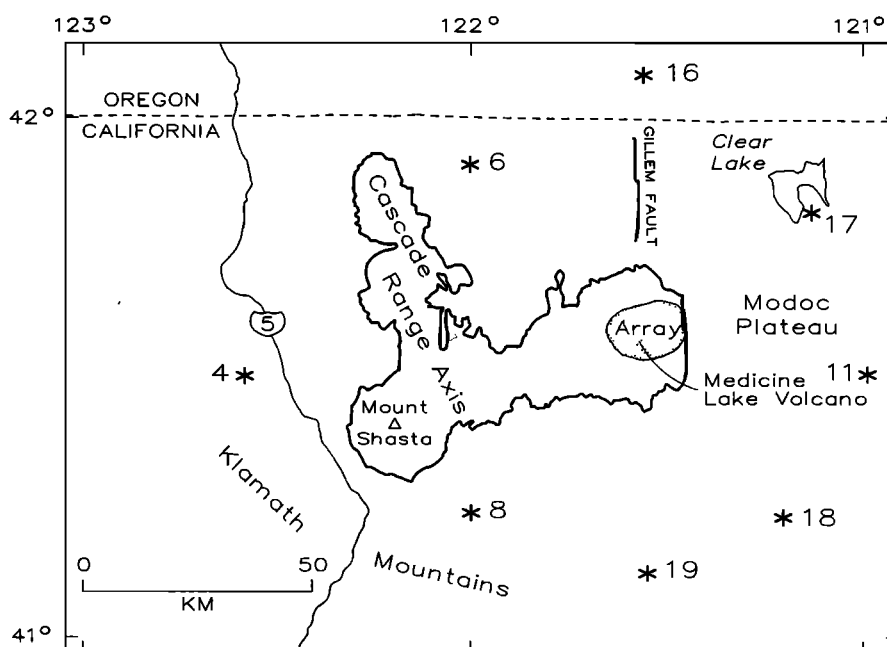 123°
122°
121°
16
42°
OREGON
CALIFORNIA
6
GILLEM FAULT
Clear
Lake
17
Cascade
Range
Axis
5
Array
Modoc
Plateau
4
11
Medicine
Lake Volcano
Mount
Shasta
Klamath
Mountains
8
18
19
0
50
KM
41°